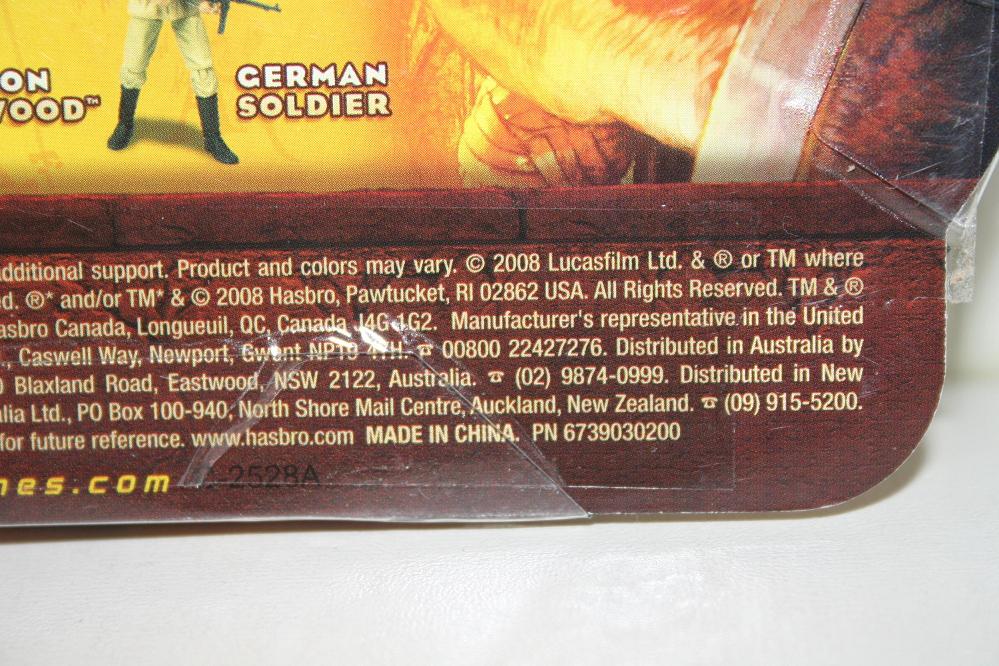 ON
WOOD™
GERMAN
SOLDIER
additional support. Product and colors may vary. © 2008 Lucasfilm Ltd. & ® or TM where
ed. ®* and/or TM* & © 2008 Hasbro, Pawtucket, RI 02862 USA. All Rights Reserved. TM & ®
asbro Canada, Longueuil, QC, Canada J4G 1G2. Manufacturer's representative in the United
., Caswell Way, Newport, Gwent NP19 4YH. ☎ 00800 22427276. Distributed in Australia by
0 Blaxland Road, Eastwood, NSW 2122, Australia. ☎ (02) 9874-0999. Distributed in New
alia Ltd., PO Box 100-940, North Shore Mail Centre, Auckland, New Zealand. ☎ (09) 915-5200.
for future reference. www.hasbro.com MADE IN CHINA. PN 6739030200
nes.com
2528A